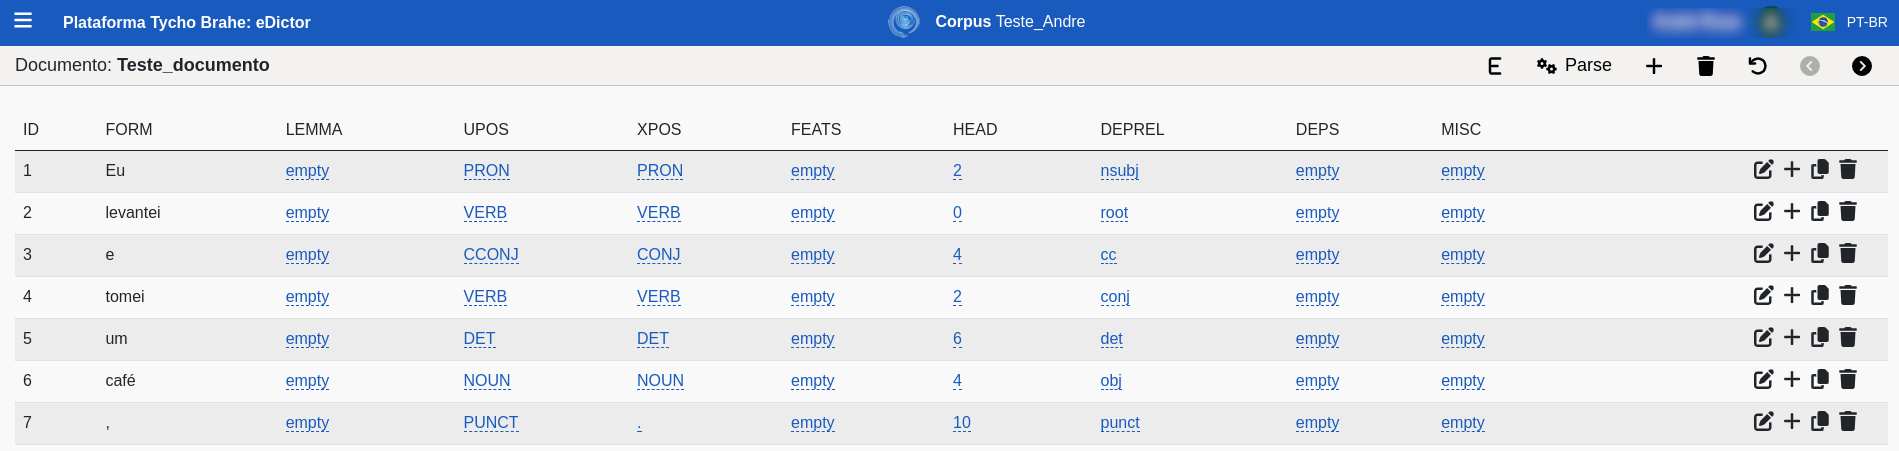 Plataforma Tycho Brahe: eDictor Corpus Teste_Andre PT-BR
Documento: Teste_documento E Parse
ID FORM LEMMA UPOS XPOS FEATS HEAD DEPREL DEPS MISC
1 Eu empty PRON PRON empty 2 nsubj empty empty
2 levantei empty VERB VERB empty 0 root empty empty
3 e empty CCONJ CONJ empty 4 cc empty empty
4 tomei empty VERB VERB empty 2 conj empty empty
5 um empty DET DET empty 6 det empty empty
6 café empty NOUN NOUN empty 4 obj empty empty
7 , empty PUNCT . empty 10 punct empty empty